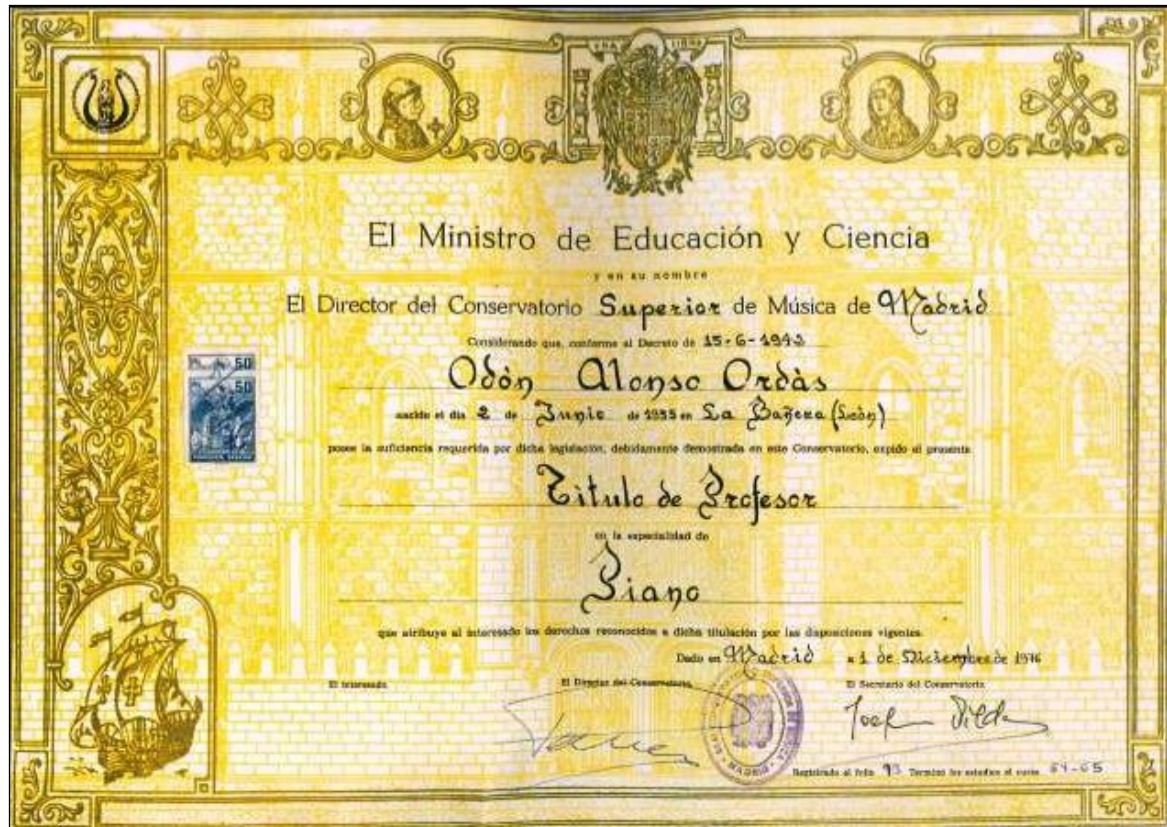 UNA LIBRE
El Ministro de Educación y Ciencia
y en su nombre
El Director del Conservatorio Superior de Música de Madrid
Considerando que, conforme al Decreto de 15-6-1942
Odón Alonso Ordás
nacido el día 2 de Junio de 1935 en La Bañeza (León)
posee la suficiencia requerida por dicha legislación, debidamente demostrada en este Conservatorio, expido el presente
50
50
Título de Profesor
en la especialidad de
Piano
que atribuye al interesado los derechos reconocidos a dicha titulación por las disposiciones vigentes.
Dado en Madrid a 1 de Diciembre de 1976
El interesado El Director del Conservatorio El Secretario del Conservatorio
MADRID
Registrado al folio 93 Terminó los estudios el curso 64-65